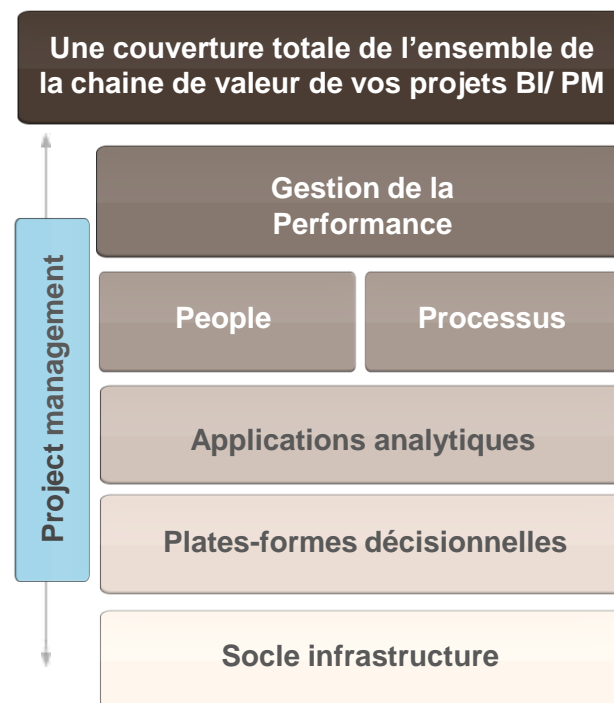 Une couverture totale de l’ensemble de
la chaine de valeur de vos projets BI/ PM
Gestion de la
Performance
Project management
People
Processus
Applications analytiques
Plates-formes décisionnelles
Socle infrastructure